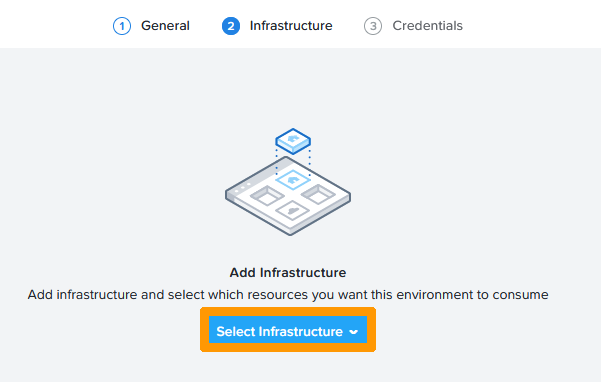 1 General 2 Infrastructure 3 Credentials
Add Infrastructure
Add infrastructure and select which resources you want this environment to consume
Select Infrastructure